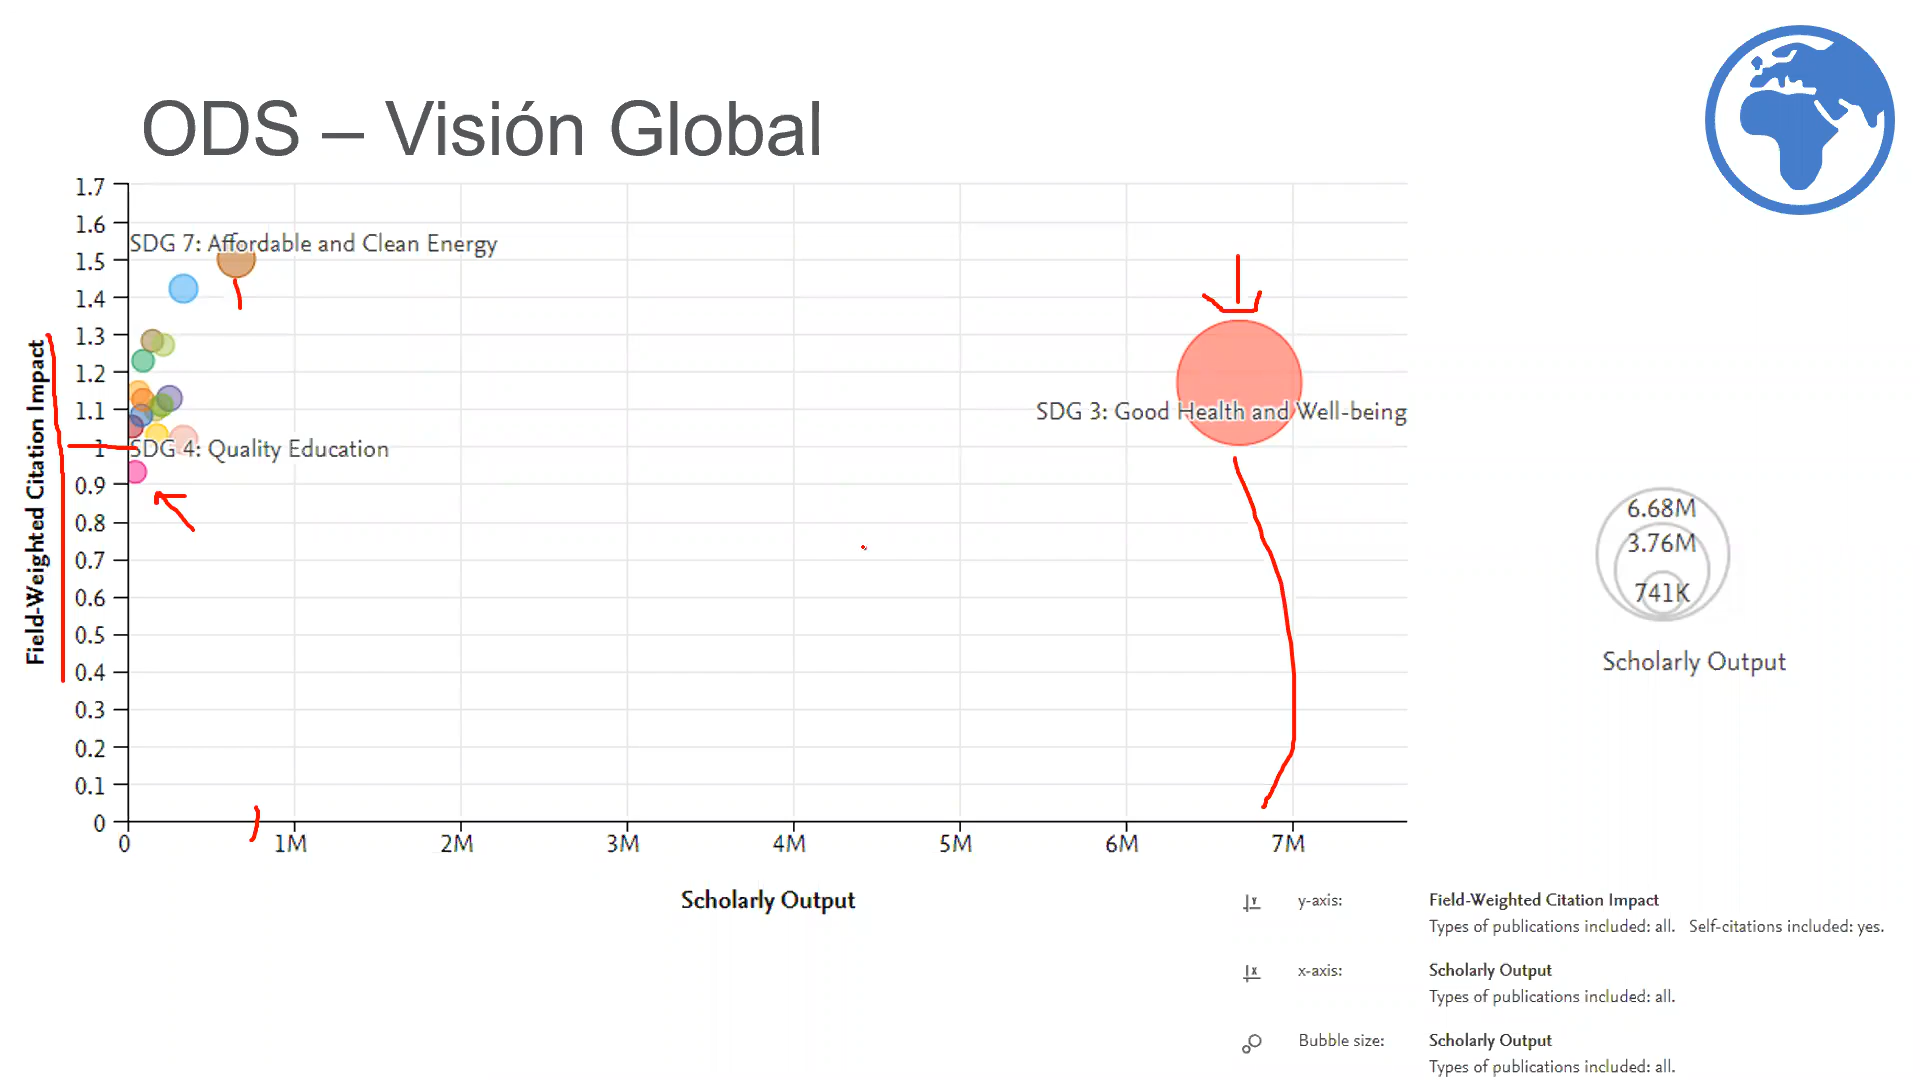 ODS – Visión Global
1.7
1.6
1.5
1.4
1.3
1.2
1.1
1
0.9
0.8
0.7
0.6
0.5
0.4
0.3
0.2
0.1
0
Field-Weighted Citation Impact
SDG 7: Affordable and Clean Energy
SDG 3: Good Health and Well-being
SDG 4: Quality Education
0 1M 2M 3M 4M 5M 6M 7M
Scholarly Output
6.68M
3.76M
741K
Scholarly Output
y-axis: Field-Weighted Citation Impact
Types of publications included: all. Self-citations included: yes.
x-axis: Scholarly Output
Types of publications included: all.
Bubble size: Scholarly Output
Types of publications included: all.